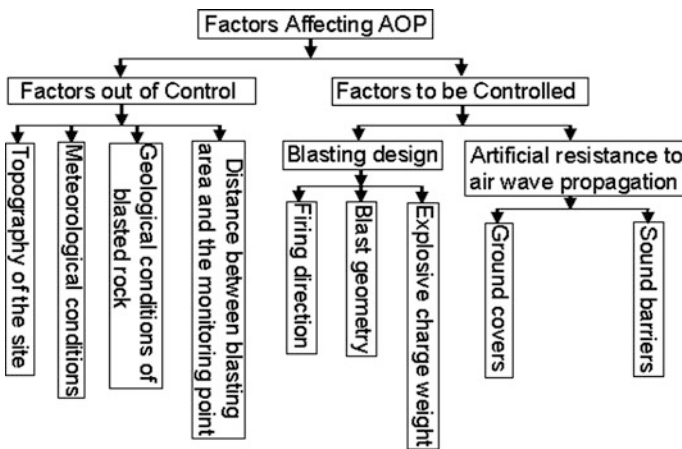 Factors Affecting AOP
Factors out of Control
Factors to be Controlled
Topography of the site
Meteorological conditions
Geological conditions of
blasted rock
Distance between blasting
area and the monitoring point
Blasting design
Artificial resistance to
air wave propagation
Firing direction
Blast geometry
Explosive charge weight
Ground covers
Sound barriers